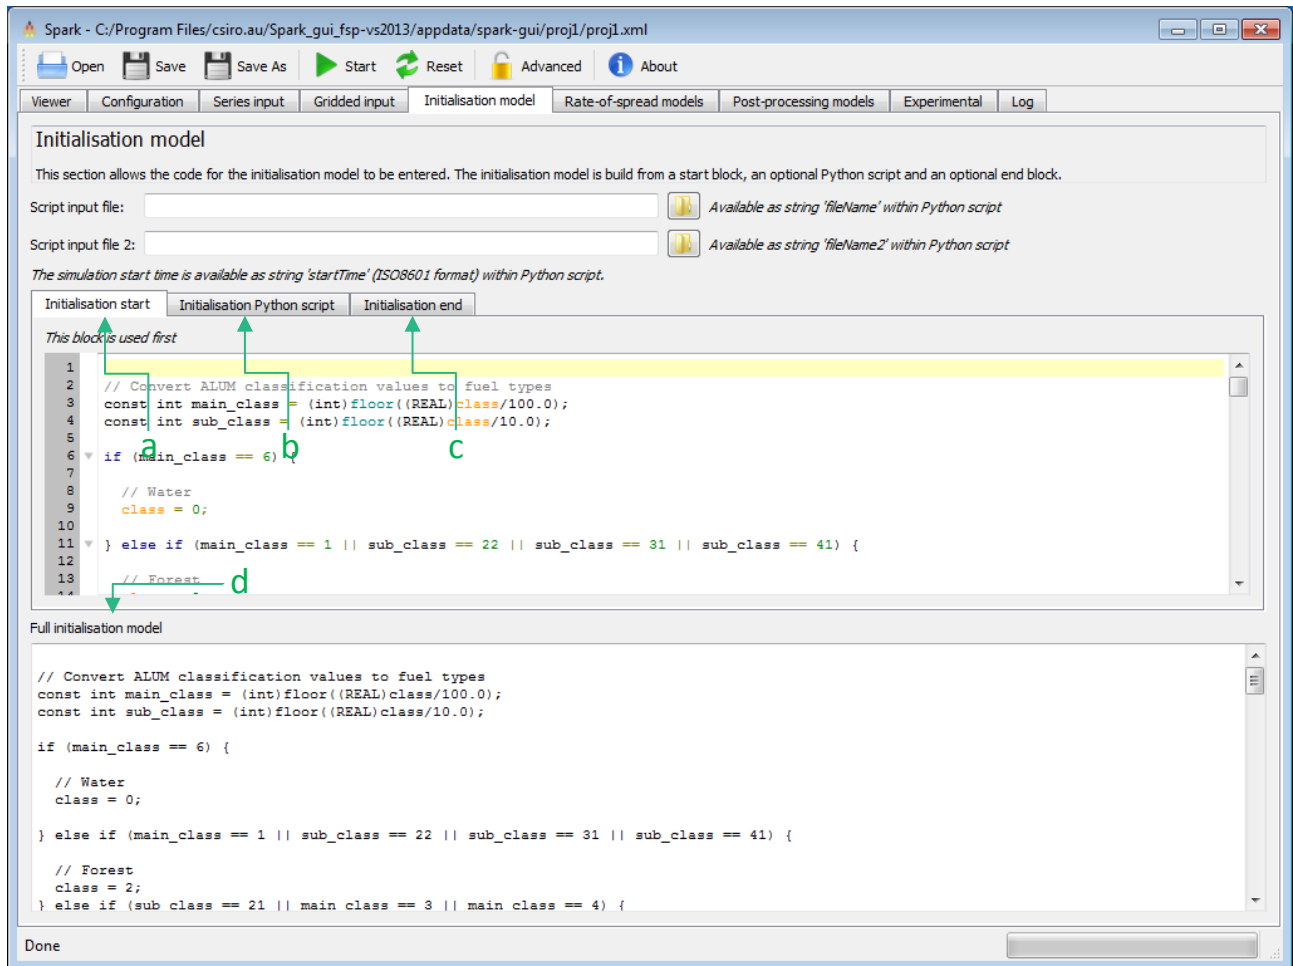 Spark - C:/Program Files/csiro.au/Spark_gui_fsp-vs2013/appdata/spark-gui/proj1/proj1.xml
Open Save Save As Start Reset Advanced About
Viewer Configuration Series input Gridded input Initialisation model Rate-of-spread models Post-processing models Experimental Log
Initialisation model
This section allows the code for the initialisation model to be entered. The initialisation model is build from a start block, an optional Python script and an optional end block.
Script input file: Available as string 'fileName' within Python script
Script input file 2: Available as string 'fileName2' within Python script
The simulation start time is available as string 'startTime' (ISO8601 format) within Python script.
Initialisation start Initialisation Python script Initialisation end
This block is used first
1
2 // Convert ALUM classification values to fuel types
3 const int main_class = (int)floor((REAL)class/100.0);
4 const int sub_class = (int)floor((REAL)class/10.0);
5
a b c
6 if (main_class == 6) {
7
8 // Water
9 class = 0;
10
11 } else if (main_class == 1 || sub_class == 22 || sub_class == 31 || sub_class == 41) {
12
13 // Forest
d
14
Full initialisation model
// Convert ALUM classification values to fuel types
const int main_class = (int)floor((REAL)class/100.0);
const int sub_class = (int)floor((REAL)class/10.0);
if (main_class == 6) {
// Water
class = 0;
} else if (main_class == 1 || sub_class == 22 || sub_class == 31 || sub_class == 41) {
// Forest
class = 2;
} else if (sub_class == 21 || main_class == 3 || main_class == 4) {
Done